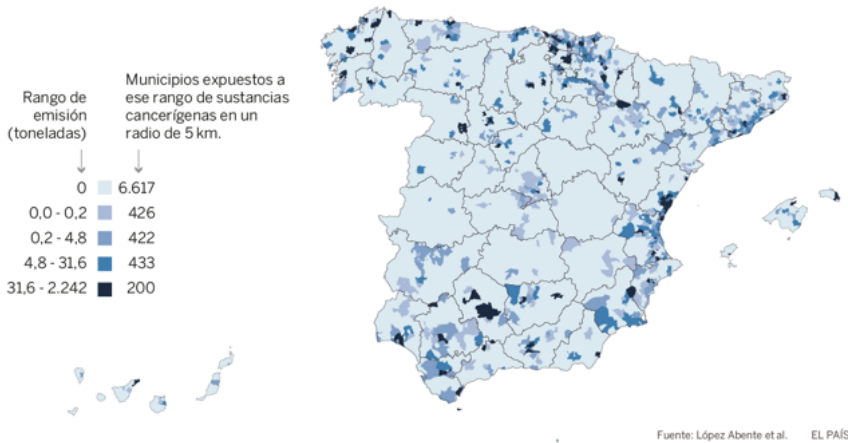 Rango de
emisión
(toneladas)
Municipios expuestos a
ese rango de sustancias
cancerígenas en un
radio de 5 km.
0 6.617
0,0 - 0,2 426
0,2 - 4,8 422
4,8 - 31,6 433
31,6 - 2.242 200
Fuente: López Abente et al. EL PAÍS